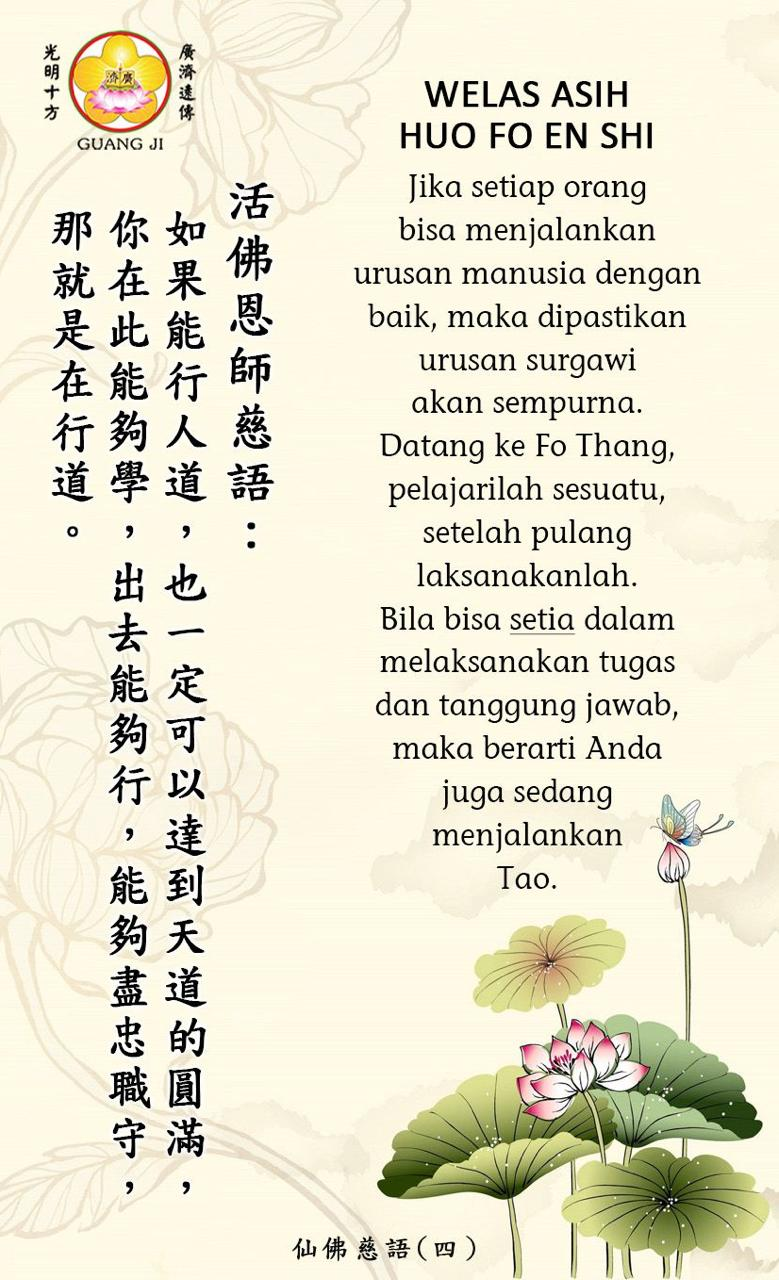 光明十方
廣濟遠傳
廣濟
GUANG JI
WELAS ASIH
HUO FO EN SHI
Jika setiap orang
bisa menjalankan
urusan manusia dengan
baik, maka dipastikan
urusan surgawi
akan sempurna.
Datang ke Fo Thang,
pelajarilah sesuatu,
setelah pulang
laksanakanlah.
Bila bisa setia dalam
melaksanakan tugas
dan tanggung jawab,
maka berarti Anda
juga sedang
menjalankan
Tao.
活佛恩師慈語：
如果能行人道，也一定可以達到天道的圓滿，
你在此能夠學，出去能夠行，能夠盡忠職守，
那就是在行道。
仙佛慈語(四)